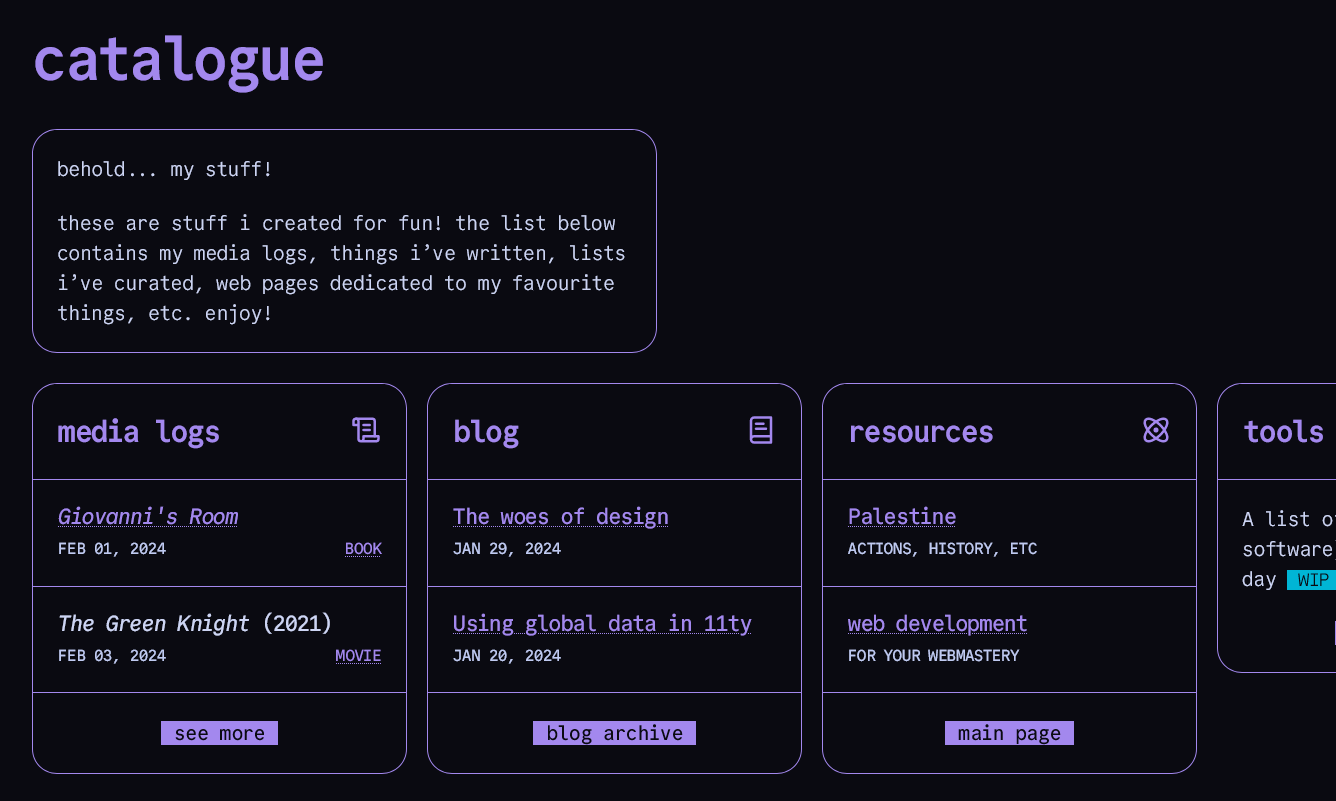 catalogue
behold... my stuff!
these are stuff i created for fun! the list below
contains my media logs, things i’ve written, lists
i’ve curated, web pages dedicated to my favourite
things, etc. enjoy!
media logs
Giovanni's Room
FEB 01, 2024 BOOK
The Green Knight (2021)
FEB 03, 2024 MOVIE
see more
blog
The woes of design
JAN 29, 2024
Using global data in 11ty
JAN 20, 2024
blog archive
resources
Palestine
ACTIONS, HISTORY, ETC
web development
FOR YOUR WEBMASTERY
main page
tools
A list
software
day WIP